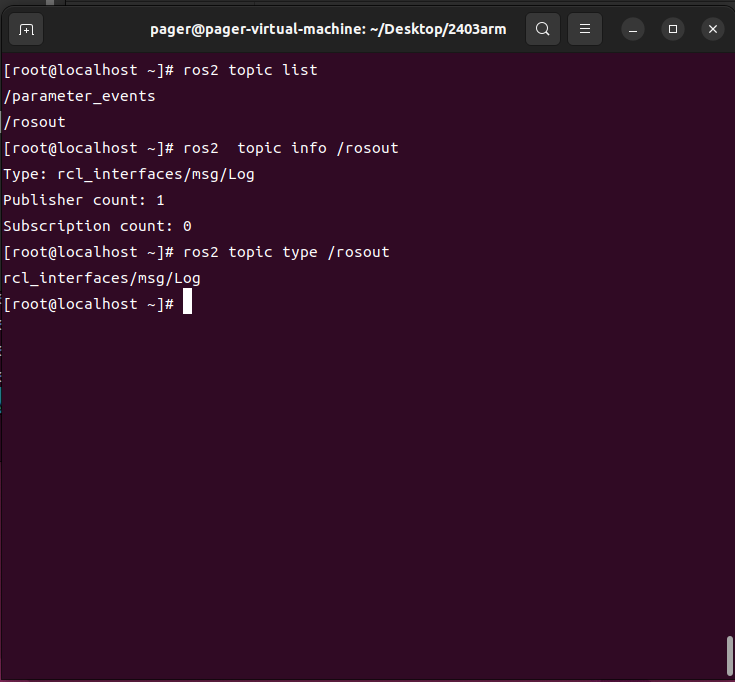 pager@pager-virtual-machine: ~/Desktop/2403arm
[root@localhost ~]# ros2 topic list
/parameter_events
/rosout
[root@localhost ~]# ros2  topic info /rosout
Type: rcl_interfaces/msg/Log
Publisher count: 1
Subscription count: 0
[root@localhost ~]# ros2 topic type /rosout
rcl_interfaces/msg/Log
[root@localhost ~]#